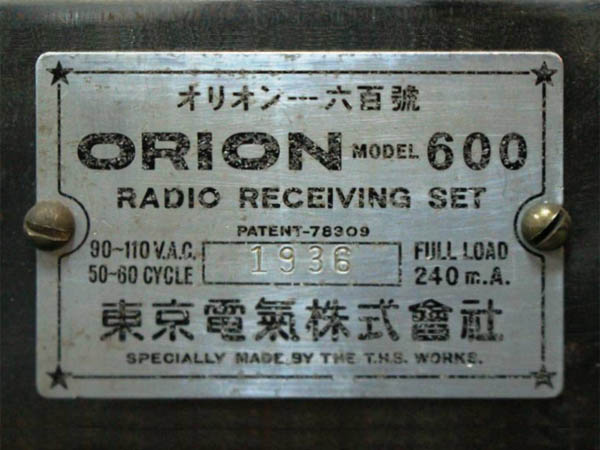 オリオン一六百號
ORION MODEL 600
RADIO RECEIVING SET
PATENT-78309
90~110 V.A.C. 1936 FULL LOAD
50-60 CYCLE 240 m.A.
東京電氣株式會社
SPECIALLY MADE BY THE T.H.S. WORKS.